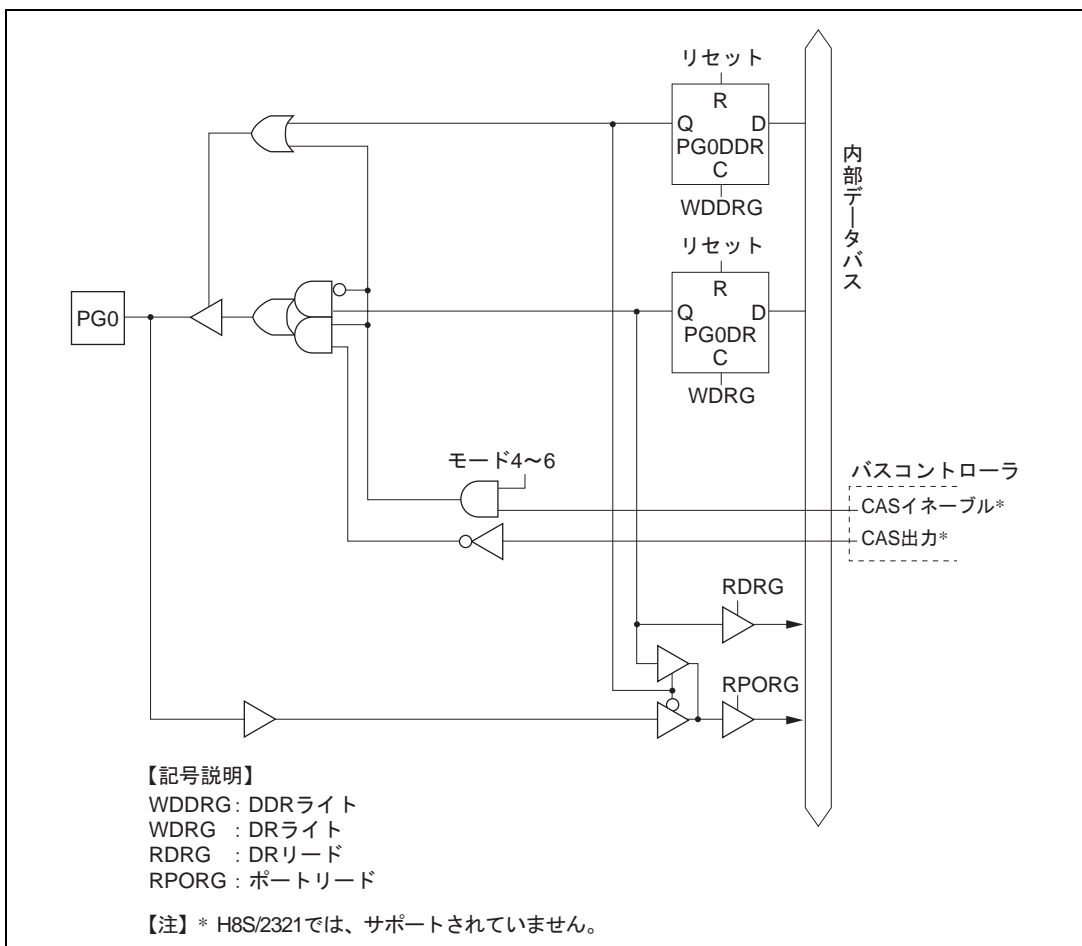 リセット
R
Q D
PG0DDR
C
WDDRG
リセット
R
Q D
PG0DR
C
WDRG
内部データバス
PG0
モード4～6
バスコントローラ
CASイネーブル*
CAS出力*
RDRG
RPORG
【記号説明】
WDDRG : DDRライト
WDRG : DRライト
RDRG : DRリード
RPORG : ポートリード
【注】* H8S/2321では、サポートされていません。